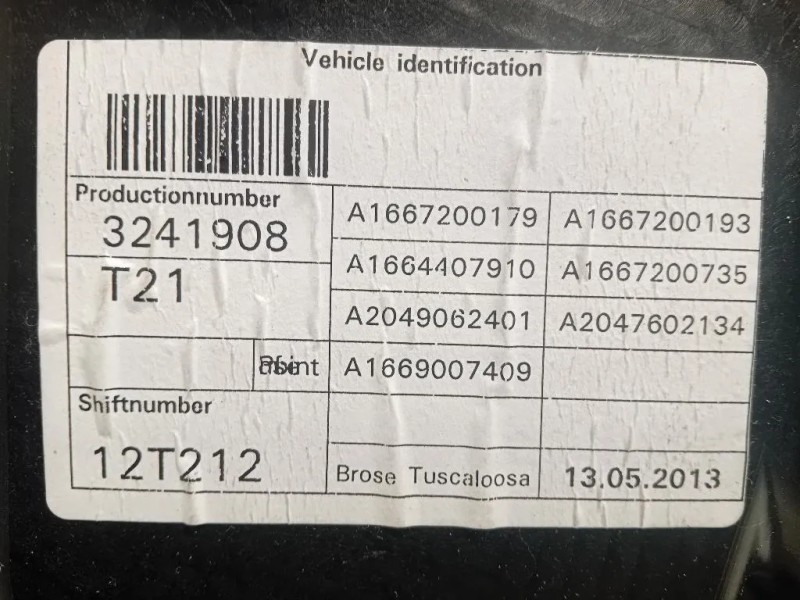 Vehicle identification
Productionnumber
3241908
A1667200179 A1667200193
T21
A1664407910 A1667200735
A2049062401 A2047602134
A1669007409
Shiftnumber
12T212
Brose Tuscaloosa 13.05.2013